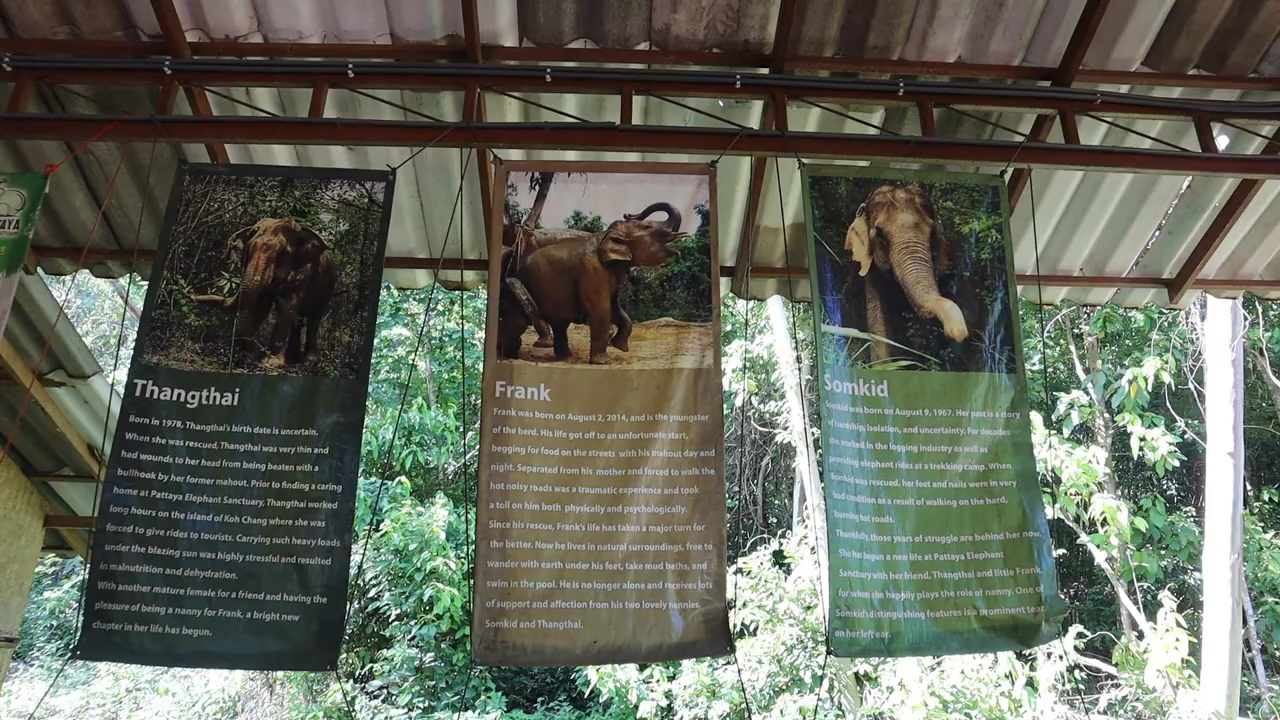 TAYA
Thangthai
Born in 1978, Thangthai's birth date is uncertain.
When she was rescued, Thangthai was very thin and
had wounds to her head from being beaten with a
bullhook by her former mahout. Prior to finding a caring
home at Pattaya Elephant Sanctuary, Thangthai worked
long hours on the island of Koh Chang where she was
forced to give rides to tourists. Carrying such heavy loads
under the blazing sun was highly stressful and resulted
in malnutrition and dehydration.
With another mature female for a friend and having the
pleasure of being a nanny for Frank, a bright new
chapter in her life has begun.
Frank
Frank was born on August 2, 2014, and is the youngster
of the herd. His life got off to an unfortunate start,
begging for food on the streets with his mahout day and
night. Separated from his mother and forced to walk the
hot noisy roads was a traumatic experience and took
a toll on him both physically and psychologically.
Since his rescue, Frank's life has taken a major turn for
the better. Now he lives in natural surroundings, free to
wander with earth under his feet, take mud baths, and
swim in the pool. He is no longer alone and receives lots
of support and affection from his two lovely nannies,
Somkid and Thangthai.
Somkid
Somkid was born on August 9, 1967. Her past is a story
of hardship, isolation, and uncertainty. For decades
she worked in the logging industry as well as
providing elephant rides at a trekking camp. When
Somkid was rescued, her feet and nails were in very
bad condition as a result of walking on the hard,
burning hot roads.
Thankfully, those years of struggle are behind her now.
She has begun a new life at Pattaya Elephant
Sanctuary with her friend, Thangthai and little Frank,
for when she happily plays the role of nanny. One of
Somkid's distinguishing features is a prominent tear
on her left ear.